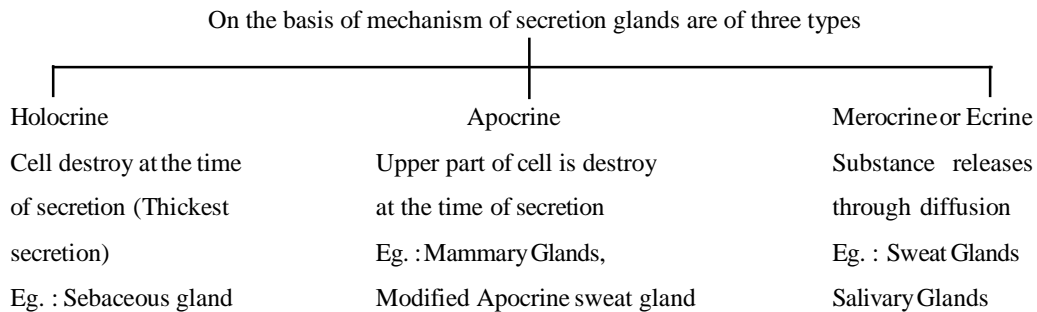 On the basis of mechanism of secretion glands are of three types
Holocrine
Cell destroy at the time
of secretion (Thickest
secretion)
Eg. : Sebaceous gland
Apocrine
Upper part of cell is destroy
at the time of secretion
Eg. : Mammary Glands,
Modified Apocrine sweat gland
Merocrine or Ecrine
Substance releases
through diffusion
Eg. : Sweat Glands
Salivary Glands